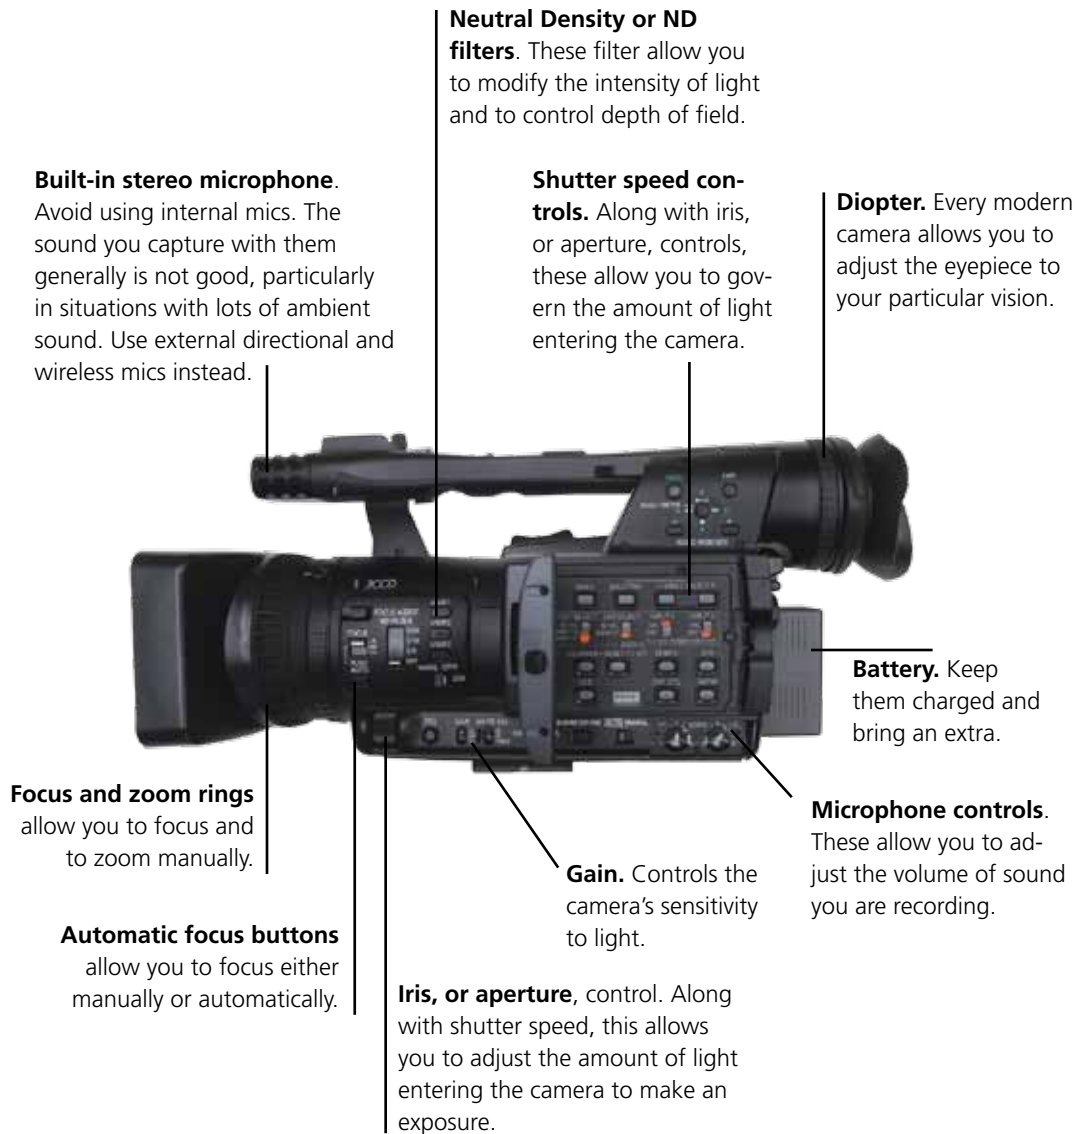 Neutral Density or ND
filters. These filter allow you
to modify the intensity of light
and to control depth of field.
Built-in stereo microphone.
Avoid using internal mics. The
sound you capture with them
generally is not good, particularly
in situations with lots of ambient
sound. Use external directional and
wireless mics instead.
Shutter speed con-
trols. Along with iris,
or aperture, controls,
these allow you to gov-
ern the amount of light
entering the camera.
Diopter. Every modern
camera allows you to
adjust the eyepiece to
your particular vision.
3CCD
Battery. Keep
them charged and
bring an extra.
Focus and zoom rings
allow you to focus and
to zoom manually.
Microphone controls.
These allow you to ad-
just the volume of sound
you are recording.
Gain. Controls the
camera's sensitivity
to light.
Automatic focus buttons
allow you to focus either
manually or automatically.
Iris, or aperture, control. Along
with shutter speed, this allows
you to adjust the amount of light
entering the camera to make an
exposure.